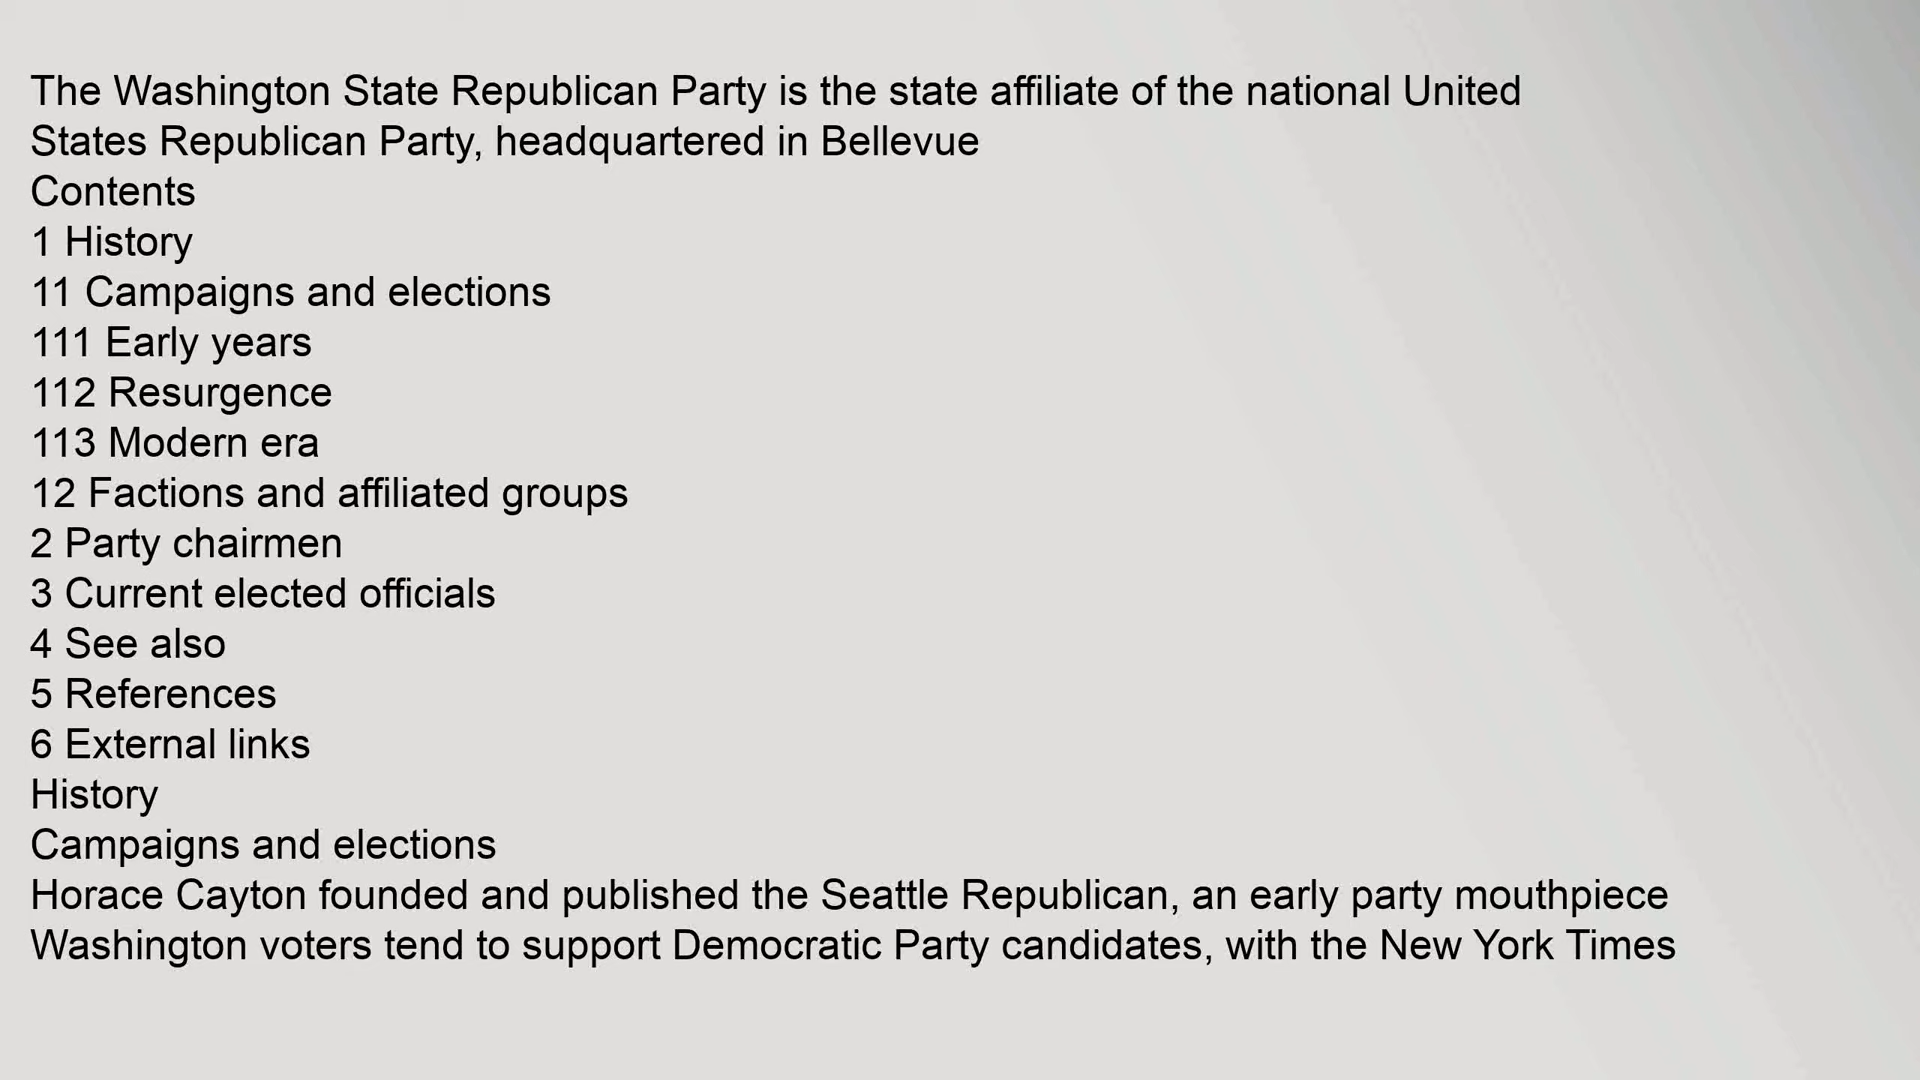 The Washington State Republican Party is the state affiliate of the national United
States Republican Party, headquartered in Bellevue
Contents
1 History
11 Campaigns and elections
111 Early years
112 Resurgence
113 Modern era
12 Factions and affiliated groups
2 Party chairmen
3 Current elected officials
4 See also
5 References
6 External links
History
Campaigns and elections
Horace Cayton founded and published the Seattle Republican, an early party mouthpiece
Washington voters tend to support Democratic Party candidates, with the New York Times